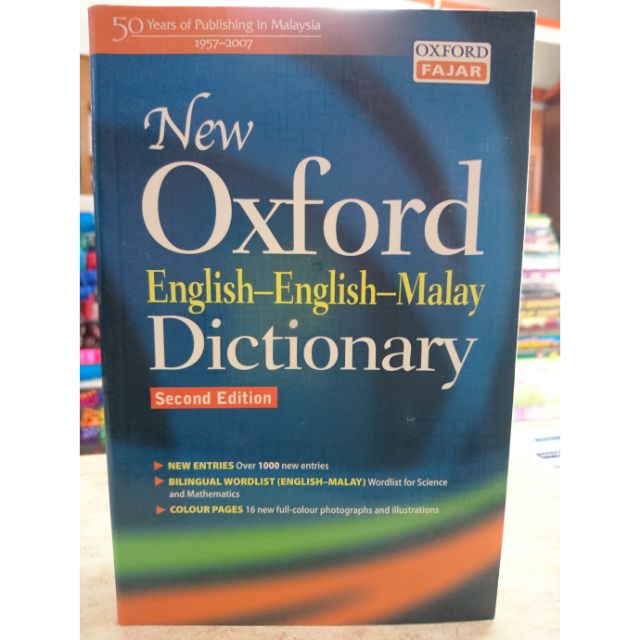 50 Years of Publishing in Malaysia
1957–2007
OXFORD
FAJAR
New
Oxford
English–English–Malay
Dictionary
Second Edition
NEW ENTRIES Over 1000 new entries
BILINGUAL WORDLIST (ENGLISH–MALAY) Wordlist for Science
and Mathematics
COLOUR PAGES 16 new full-colour photographs and illustrations